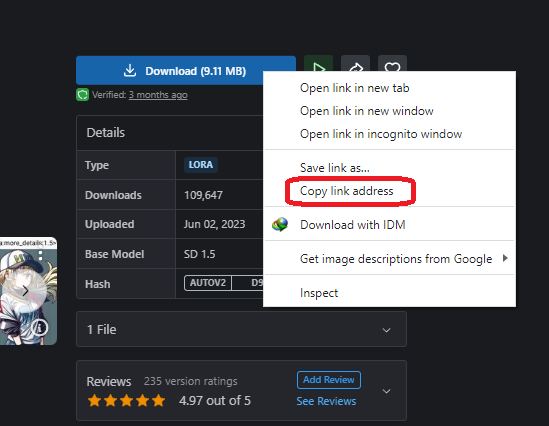 Download (9.11 MB)
Verified: 3 months ago
Open link in new tab
Open link in new window
Open link in incognito window
Save link as...
Copy link address
Download with IDM
Get image descriptions from Google
Inspect
Details
Type LORA
Downloads 109,647
Uploaded Jun 02, 2023
Base Model SD 1.5
Hash AUTOV2 D9
a:more_details:1.5>
1 File
Reviews 235 version ratings Add Review
4.97 out of 5 See Reviews